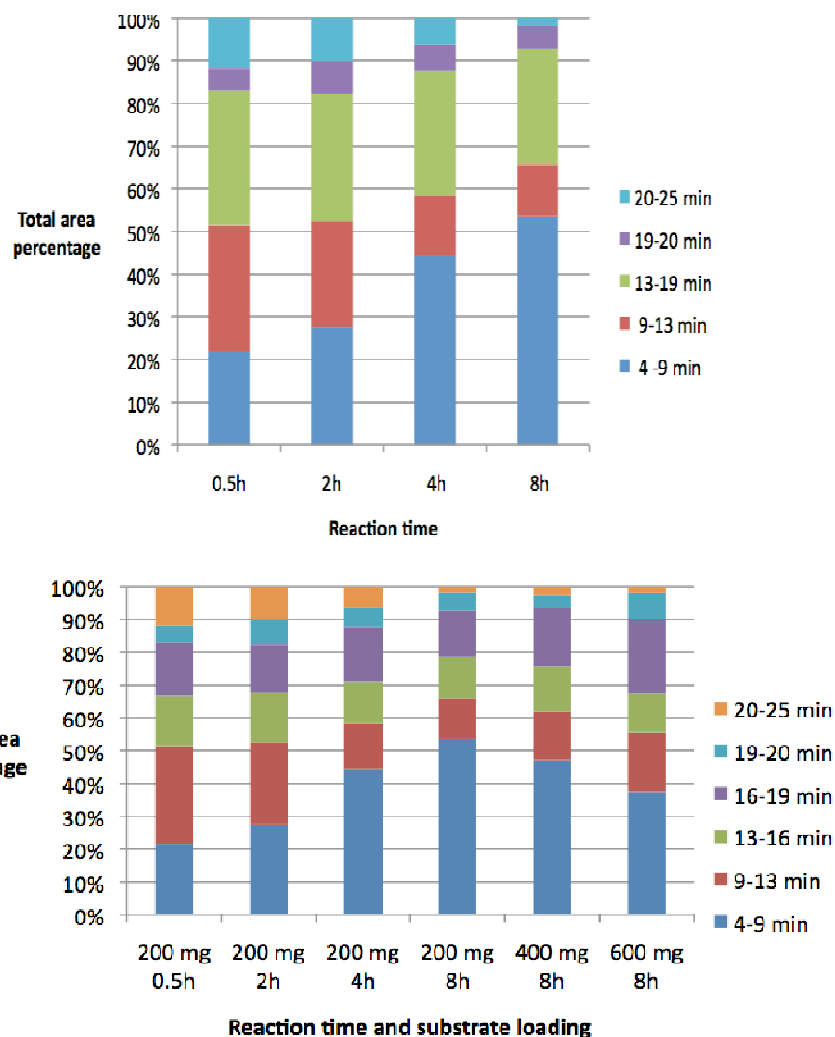 100%
90%
80%
70%
60%
50%
40%
30%
20%
10%
0%
Total area
percentage
20-25 min
19-20 min
13-19 min
9-13 min
4 -9 min
0.5h 2h 4h 8h
Reaction time
100%
90%
80%
70%
60%
50%
40%
30%
20%
10%
0%
ea
age
20-25 min
19-20 min
16-19 min
13-16 min
9-13 min
4-9 min
200 mg 200 mg 200 mg 200 mg 400 mg 600 mg
0.5h 2h 4h 8h 8h 8h
Reaction time and substrate loading